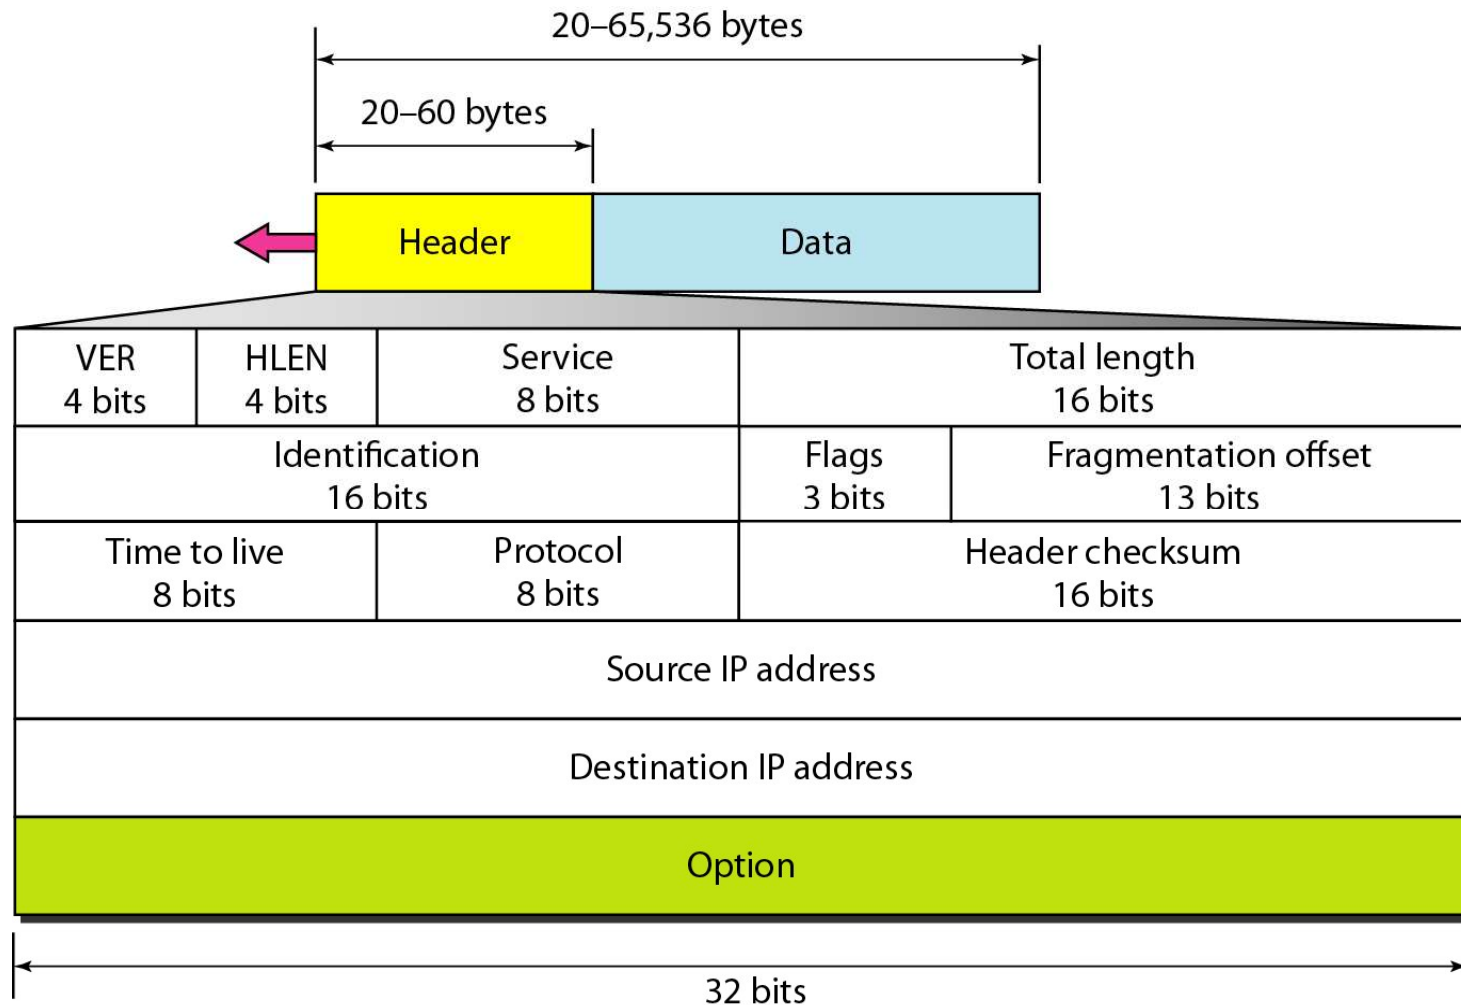 20–65,536 bytes
20–60 bytes
Header
Data
VER
4 bits
HLEN
4 bits
Service
8 bits
Total length
16 bits
Identification
16 bits
Flags
3 bits
Fragmentation offset
13 bits
Time to live
8 bits
Protocol
8 bits
Header checksum
16 bits
Source IP address
Destination IP address
Option
32 bits